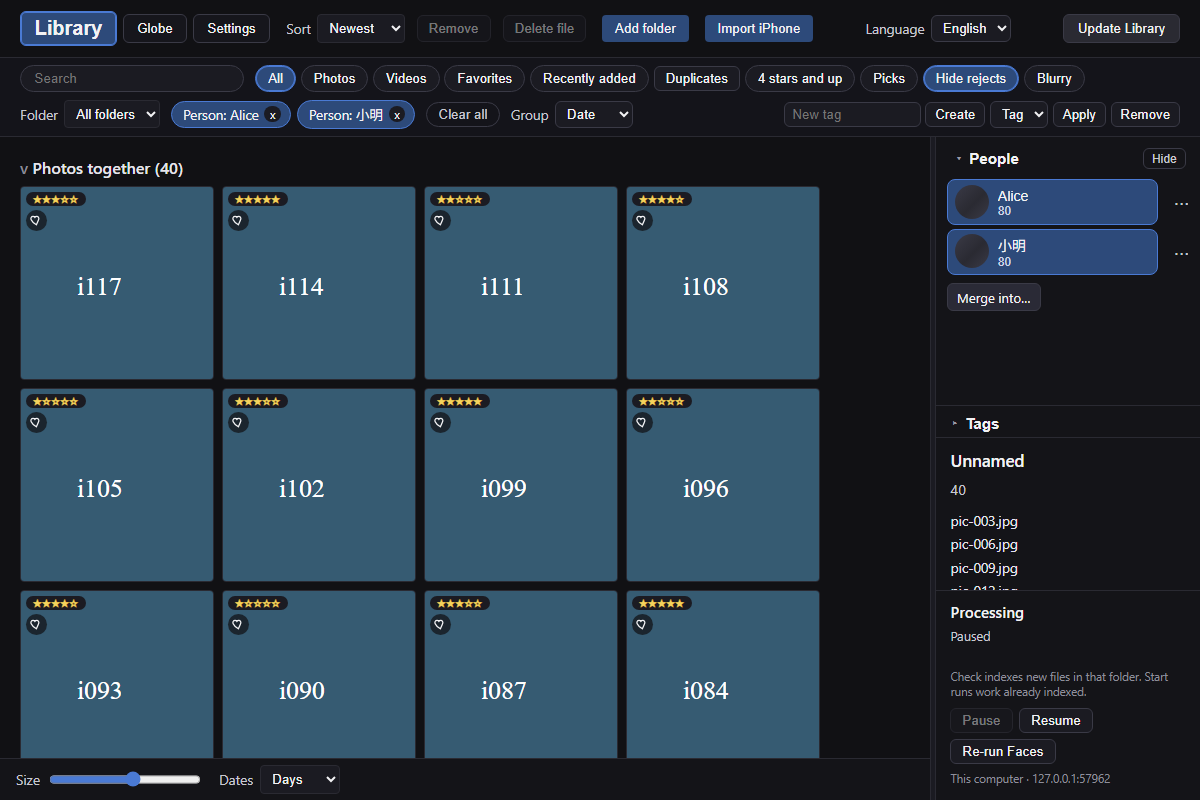 Library Globe Settings Sort Newest Remove Delete file Add folder Import iPhone Language English Update Library
Search All Photos Videos Favorites Recently added Duplicates 4 stars and up Picks Hide rejects Blurry
Folder All folders Person: Alice x Person: 小明 x Clear all Group Date New tag Create Tag Apply Remove
v Photos together (40)
★★★☆☆ ★★★★★ ★★☆☆☆ ★★★★☆
i117 i114 i111 i108
★☆☆☆☆ ★★★☆☆ ★★★★★ ★★☆☆☆
i105 i102 i099 i096
★★★★☆ ★☆☆☆☆ ★★★☆☆ ★★★★★
i093 i090 i087 i084
Size Dates Days
People Hide
Alice
80
...
小明
80
...
Merge into...
Tags
Unnamed
40
pic-003.jpg
pic-006.jpg
pic-009.jpg
pic-012.jpg
Processing
Paused
Check indexes new files in that folder. Start
runs work already indexed.
Pause Resume
Re-run Faces
This computer · 127.0.0.1:57962